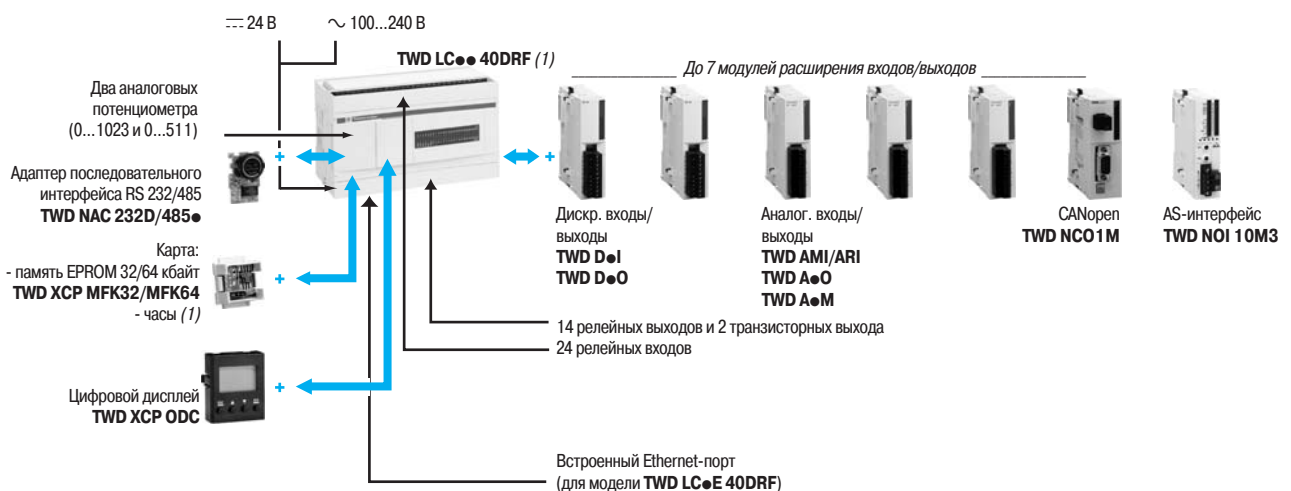 24 В
100...240 В
TWD LC●● 40DRF (1)
До 7 модулей расширения входов/выходов
Два аналоговых
потенциометра
(0...1023 и 0...511)
Адаптер последовательного
интерфейса RS 232/485
TWD NAC 232D/485●
Карта:
- память EPROM 32/64 кбайт
TWD XCP MFK32/MFK64
- часы (1)
Цифровой дисплей
TWD XCP ODC
Дискр. входы/
выходы
TWD D●I
TWD D●O
Аналог. входы/
выходы
TWD AMI/ARI
TWD A●O
TWD A●M
CANopen
TWD NCO1M
AS-интерфейс
TWD NOI 10M3
14 релейных выходов и 2 транзисторных выхода
24 релейных входов
Встроенный Ethernet-порт
(для модели TWD LC●E 40DRF)